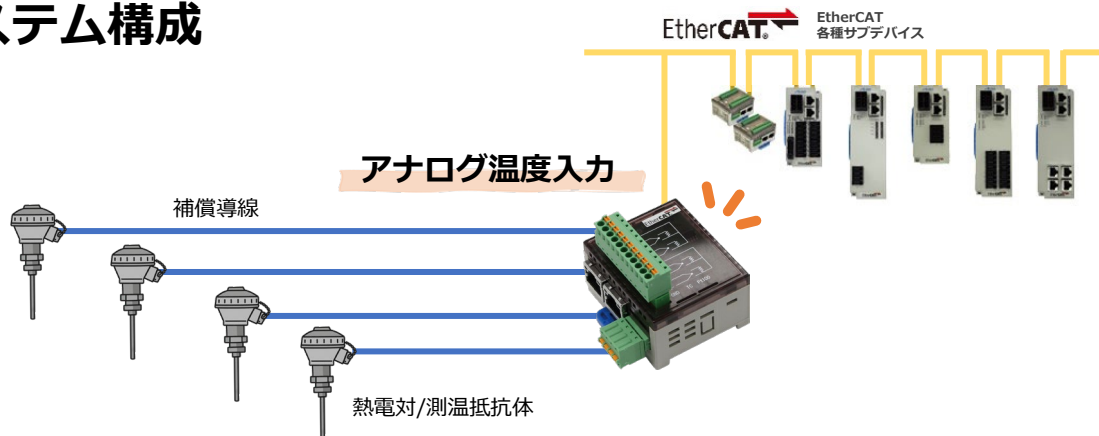 ステム構成
EtherCAT®
EtherCAT
各種サブデバイス
アナログ温度入力
補償導線
EtherCAT
熱電対/測温抵抗体